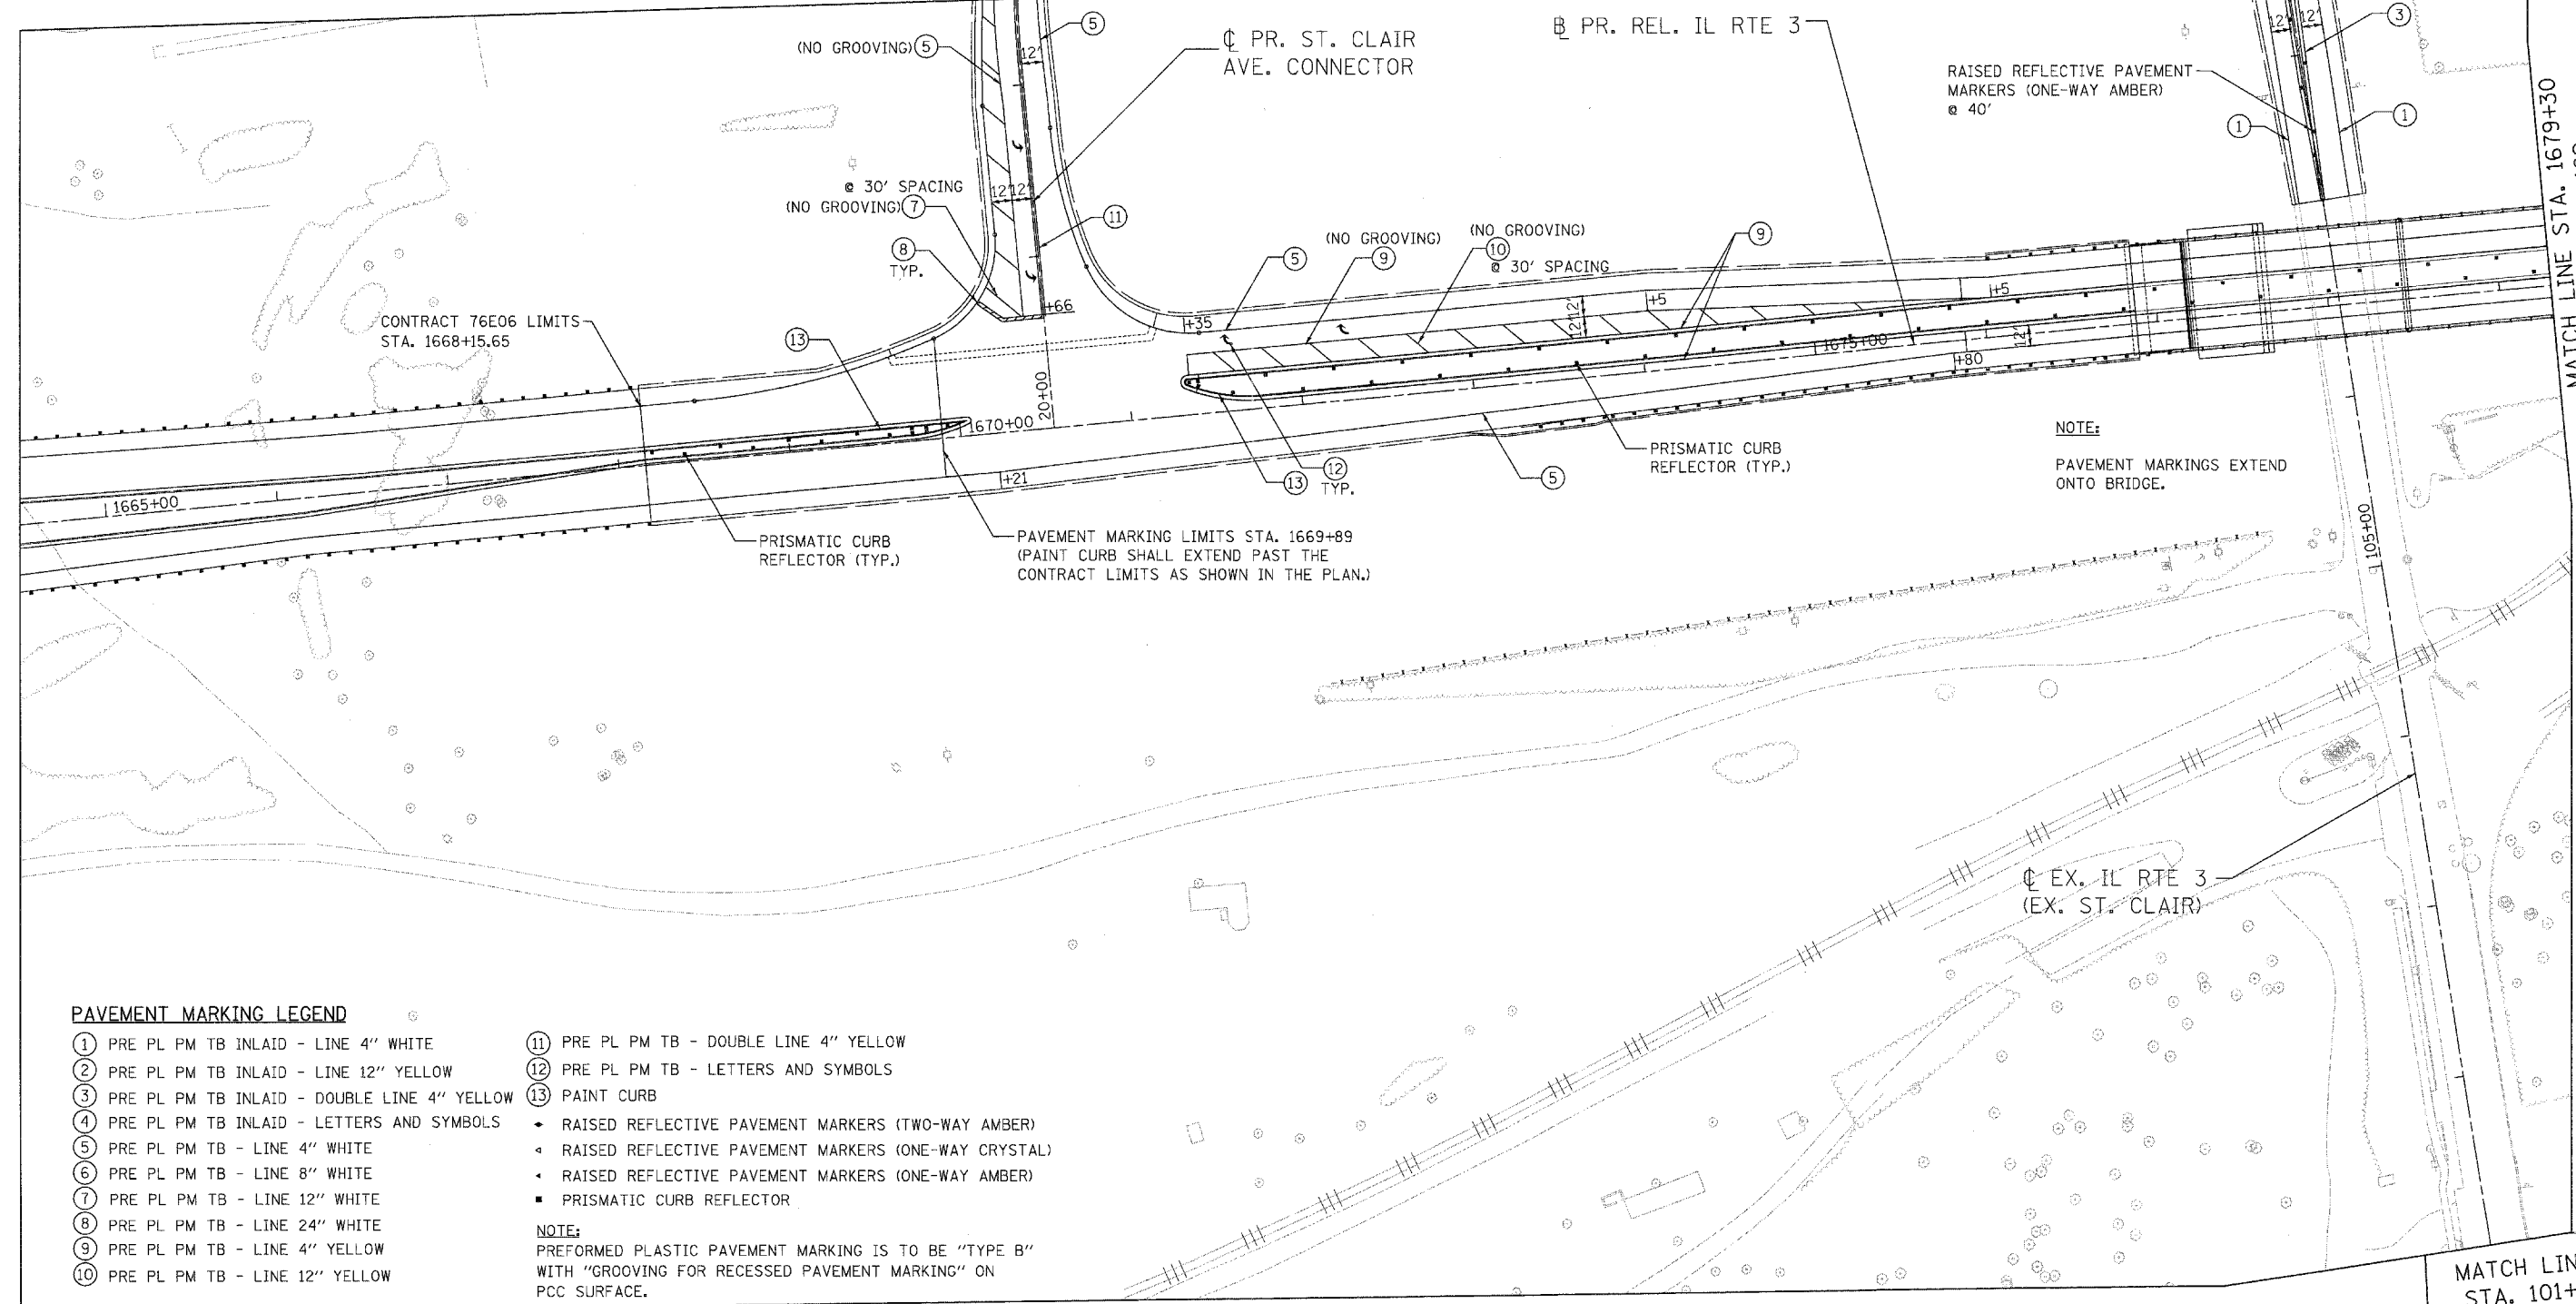 (NO GROOVING) 5
5
12'
℄ PR. ST. CLAIR
AVE. CONNECTOR
B PR. REL. IL RTE 3
12' 12'
3
RAISED REFLECTIVE PAVEMENT
MARKERS (ONE-WAY AMBER)
@ 40'
1
1
MATCH LINE STA. 1679+30
@ 30' SPACING
(NO GROOVING) 7
12' 12'
11
8
TYP.
+66
5
(NO GROOVING)
9
(NO GROOVING)
10
@ 30' SPACING
9
+35
12' 12'
+5
+5
1675+00
12'
+80
CONTRACT 76E06 LIMITS
STA. 1668+15.65
13
20+00
1670+00
1665+00
+21
13
12
TYP.
5
PRISMATIC CURB
REFLECTOR (TYP.)
NOTE:
PAVEMENT MARKINGS EXTEND
ONTO BRIDGE.
105+00
PRISMATIC CURB
REFLECTOR (TYP.)
PAVEMENT MARKING LIMITS STA. 1669+89
(PAINT CURB SHALL EXTEND PAST THE
CONTRACT LIMITS AS SHOWN IN THE PLAN.)
℄ EX. IL RTE 3
(EX. ST. CLAIR)
PAVEMENT MARKING LEGEND
1 PRE PL PM TB INLAID - LINE 4" WHITE
2 PRE PL PM TB INLAID - LINE 12" YELLOW
3 PRE PL PM TB INLAID - DOUBLE LINE 4" YELLOW
4 PRE PL PM TB INLAID - LETTERS AND SYMBOLS
5 PRE PL PM TB - LINE 4" WHITE
6 PRE PL PM TB - LINE 8" WHITE
7 PRE PL PM TB - LINE 12" WHITE
8 PRE PL PM TB - LINE 24" WHITE
9 PRE PL PM TB - LINE 4" YELLOW
10 PRE PL PM TB - LINE 12" YELLOW
11 PRE PL PM TB - DOUBLE LINE 4" YELLOW
12 PRE PL PM TB - LETTERS AND SYMBOLS
13 PAINT CURB
RAISED REFLECTIVE PAVEMENT MARKERS (TWO-WAY AMBER)
RAISED REFLECTIVE PAVEMENT MARKERS (ONE-WAY CRYSTAL)
RAISED REFLECTIVE PAVEMENT MARKERS (ONE-WAY AMBER)
PRISMATIC CURB REFLECTOR
NOTE:
PREFORMED PLASTIC PAVEMENT MARKING IS TO BE "TYPE B"
WITH "GROOVING FOR RECESSED PAVEMENT MARKING" ON
PCC SURFACE.
MATCH LIN
STA. 101+